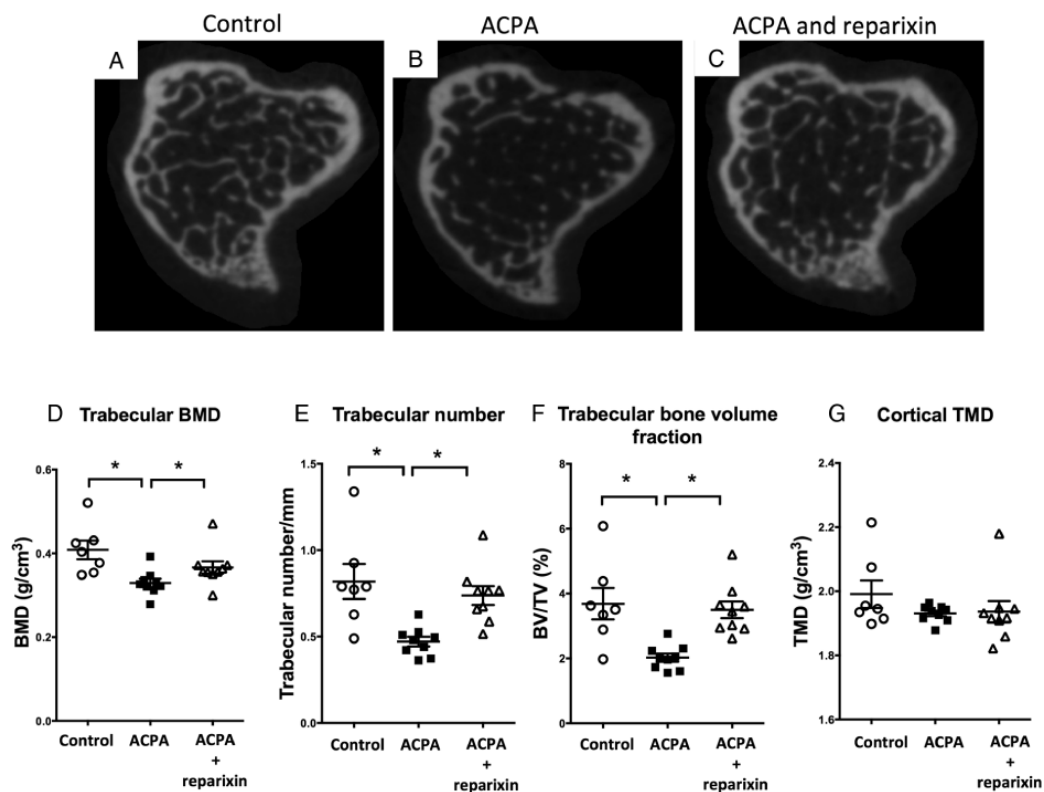 Control
ACPA
ACPA and reparixin
A
B
C
D Trabecular BMD
BMD (g/cm³)
0.6
0.4
0.2
0.0
* *
Control ACPA ACPA
+
reparixin
E Trabecular number
Trabecular number/mm
1.5
1.0
0.5
0.0
* *
Control ACPA ACPA
+
reparixin
F Trabecular bone volume
fraction
BV/TV (%)
8
6
4
2
0
* *
Control ACPA ACPA
+
reparixin
G Cortical TMD
TMD (g/cm³)
2.4
2.2
2.0
1.8
1.6
Control ACPA ACPA
+
reparixin